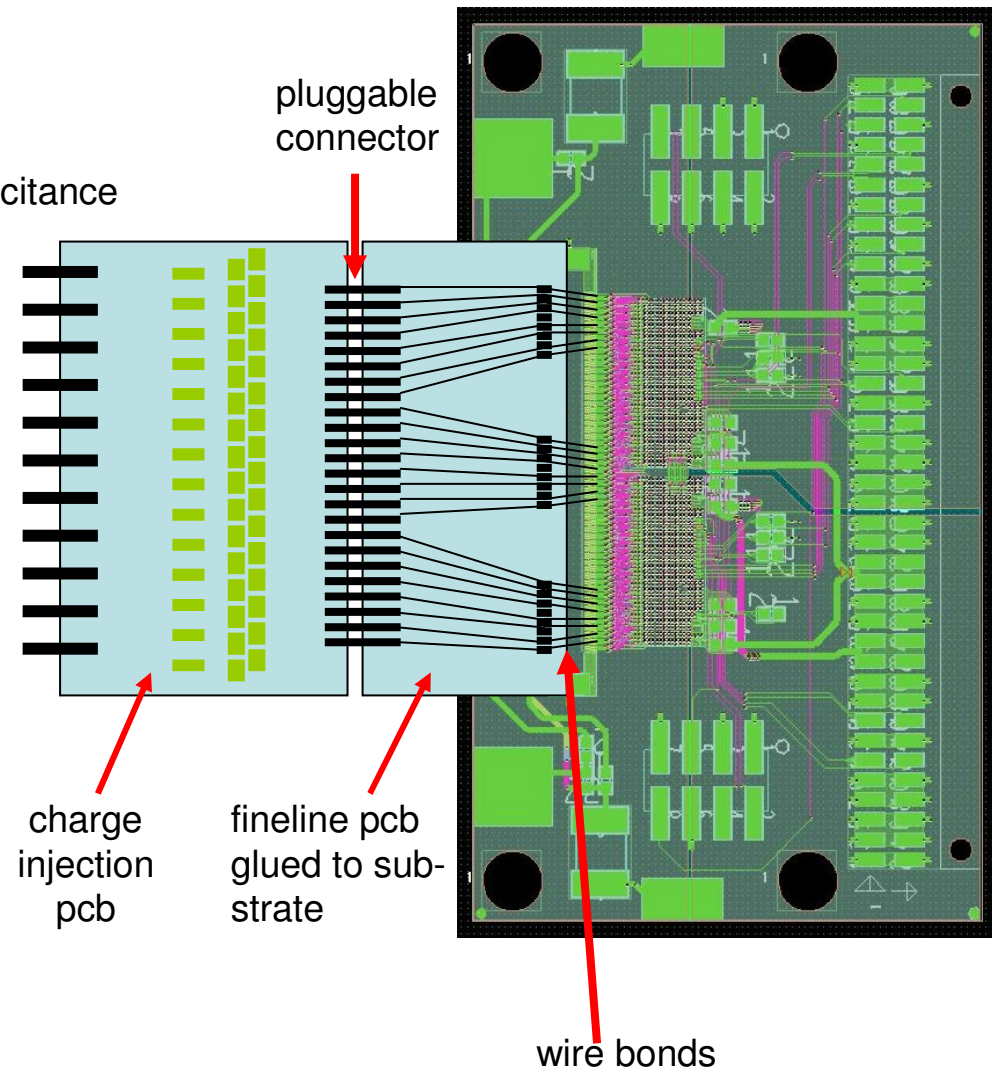 pluggable
connector
citance
charge
injection
pcb
fineline pcb
glued to sub-
strate
wire bonds